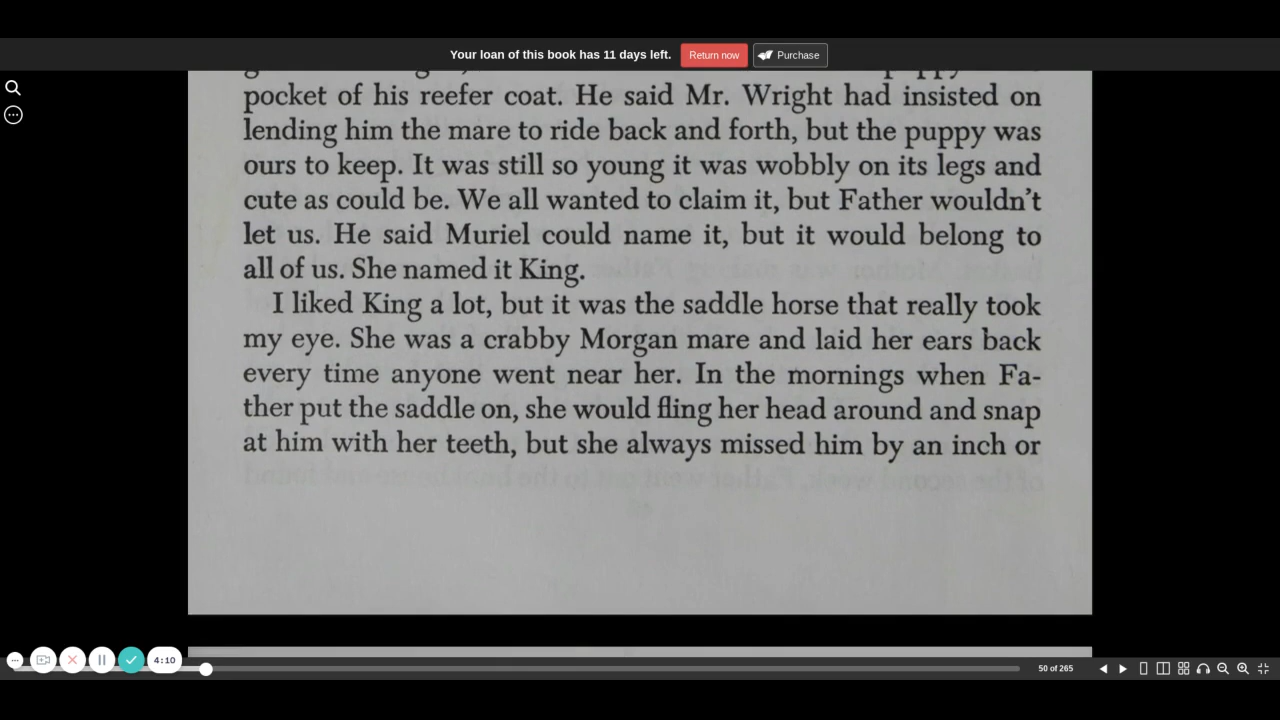 Your loan of this book has 11 days left. Return now Purchase
pocket of his reefer coat. He said Mr. Wright had insisted on
lending him the mare to ride back and forth, but the puppy was
ours to keep. It was still so young it was wobbly on its legs and
cute as could be. We all wanted to claim it, but Father wouldn't
let us. He said Muriel could name it, but it would belong to
all of us. She named it King.
I liked King a lot, but it was the saddle horse that really took
my eye. She was a crabby Morgan mare and laid her ears back
every time anyone went near her. In the mornings when Fa-
ther put the saddle on, she would fling her head around and snap
at him with her teeth, but she always missed him by an inch or
4:10
50 of 265